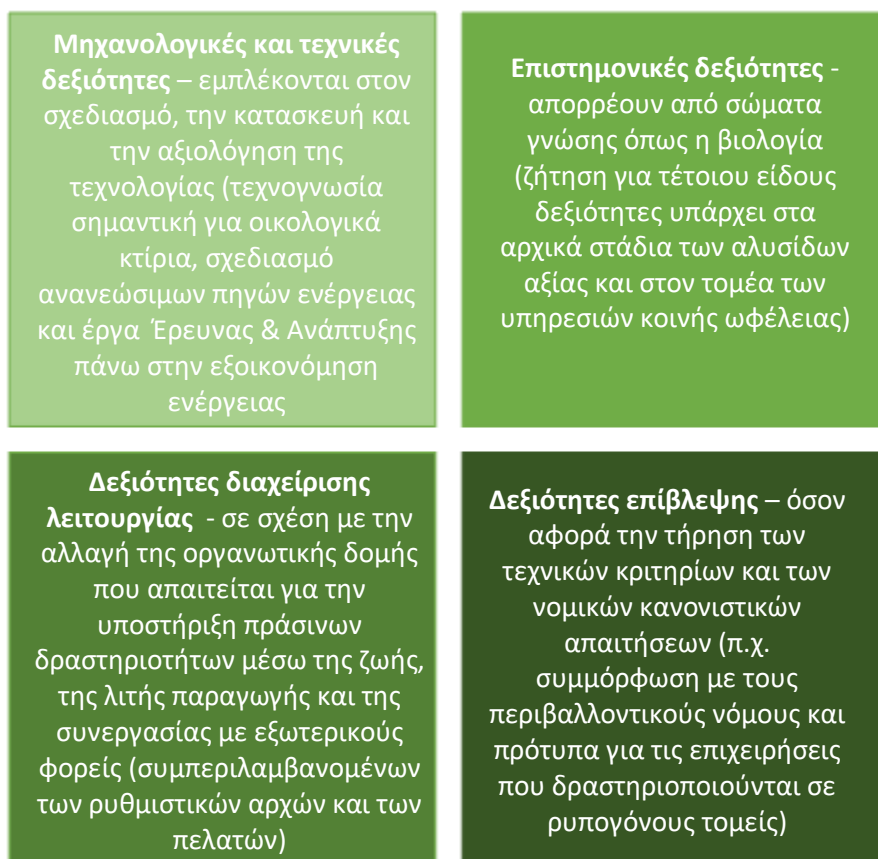 Μηχανολογικές και τεχνικές
δεξιότητες – εμπλέκονται στον
σχεδιασμό, την κατασκευή και
την αξιολόγηση της
τεχνολογίας (τεχνογνωσία
σημαντική για οικολογικά
κτίρια, σχεδιασμό
ανανεώσιμων πηγών ενέργειας
και έργα Έρευνας & Ανάπτυξης
πάνω στην εξοικονόμηση
ενέργειας
Επιστημονικές δεξιότητες -
απορρέουν από σώματα
γνώσης όπως η βιολογία
(ζήτηση για τέτοιου είδους
δεξιότητες υπάρχει στα
αρχικά στάδια των αλυσίδων
αξίας και στον τομέα των
υπηρεσιών κοινής ωφέλειας)
Δεξιότητες διαχείρισης
λειτουργίας - σε σχέση με την
αλλαγή της οργανωτικής δομής
που απαιτείται για την
υποστήριξη πράσινων
δραστηριοτήτων μέσω της ζωής,
της λιτής παραγωγής και της
συνεργασίας με εξωτερικούς
φορείς (συμπεριλαμβανομένων
των ρυθμιστικών αρχών και των
πελατών)
Δεξιότητες επίβλεψης – όσον
αφορά την τήρηση των
τεχνικών κριτηρίων και των
νομικών κανονιστικών
απαιτήσεων (π.χ.
συμμόρφωση με τους
περιβαλλοντικούς νόμους και
πρότυπα για τις επιχειρήσεις
που δραστηριοποιούνται σε
ρυπογόνους τομείς)